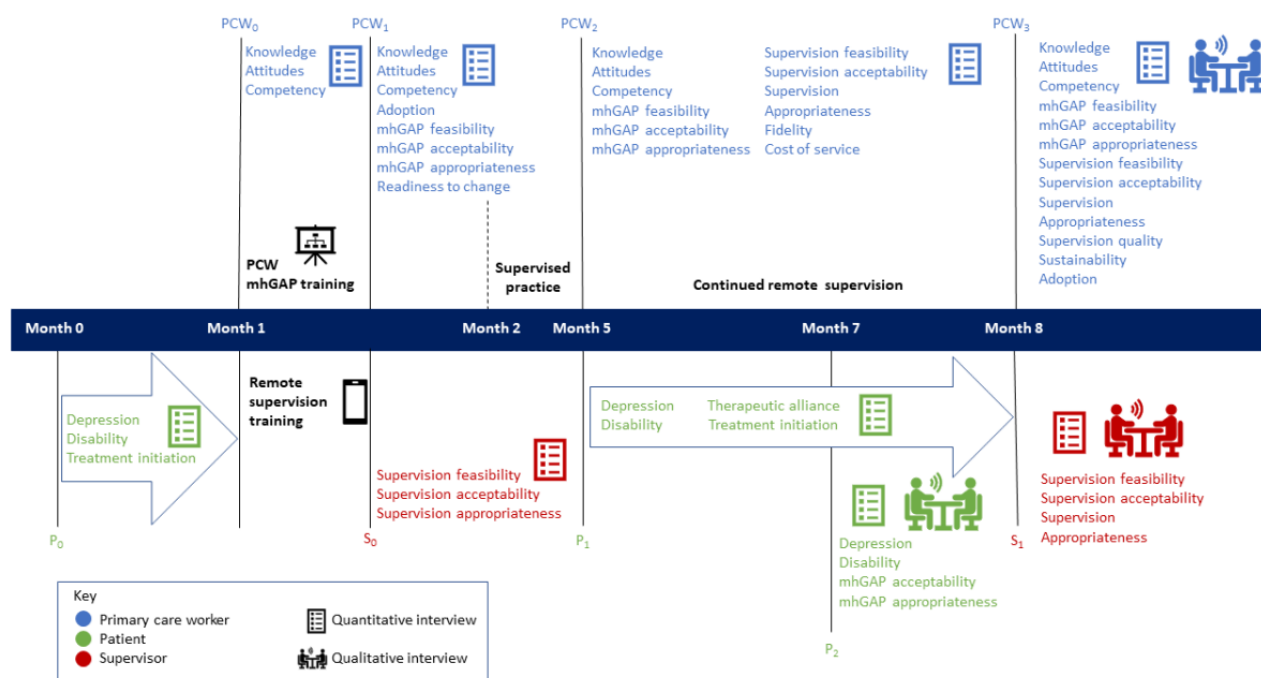 PCW0
PCW1
PCW2
PCW3
Knowledge
Attitudes
Competency
Knowledge
Attitudes
Competency
Adoption
mhGAP feasibility
mhGAP acceptability
mhGAP appropriateness
Readiness to change
Knowledge
Attitudes
Competency
mhGAP feasibility
mhGAP acceptability
mhGAP appropriateness
Supervision feasibility
Supervision acceptability
Supervision
Appropriateness
Fidelity
Cost of service
Knowledge
Attitudes
Competency
mhGAP feasibility
mhGAP acceptability
mhGAP appropriateness
Supervision feasibility
Supervision acceptability
Supervision
Appropriateness
Supervision quality
Sustainability
Adoption
PCW
mhGAP training
Supervised
practice
Continued remote supervision
Month 0
Month 1
Month 2
Month 5
Month 7
Month 8
Depression
Disability
Treatment initiation
Remote
supervision
training
Supervision feasibility
Supervision acceptability
Supervision appropriateness
Depression
Disability
Therapeutic alliance
Treatment initiation
Depression
Disability
mhGAP acceptability
mhGAP appropriateness
Supervision feasibility
Supervision acceptability
Supervision
Appropriateness
P0
S0
P1
S1
P2
Key
Primary care worker
Patient
Supervisor
Quantitative interview
Qualitative interview